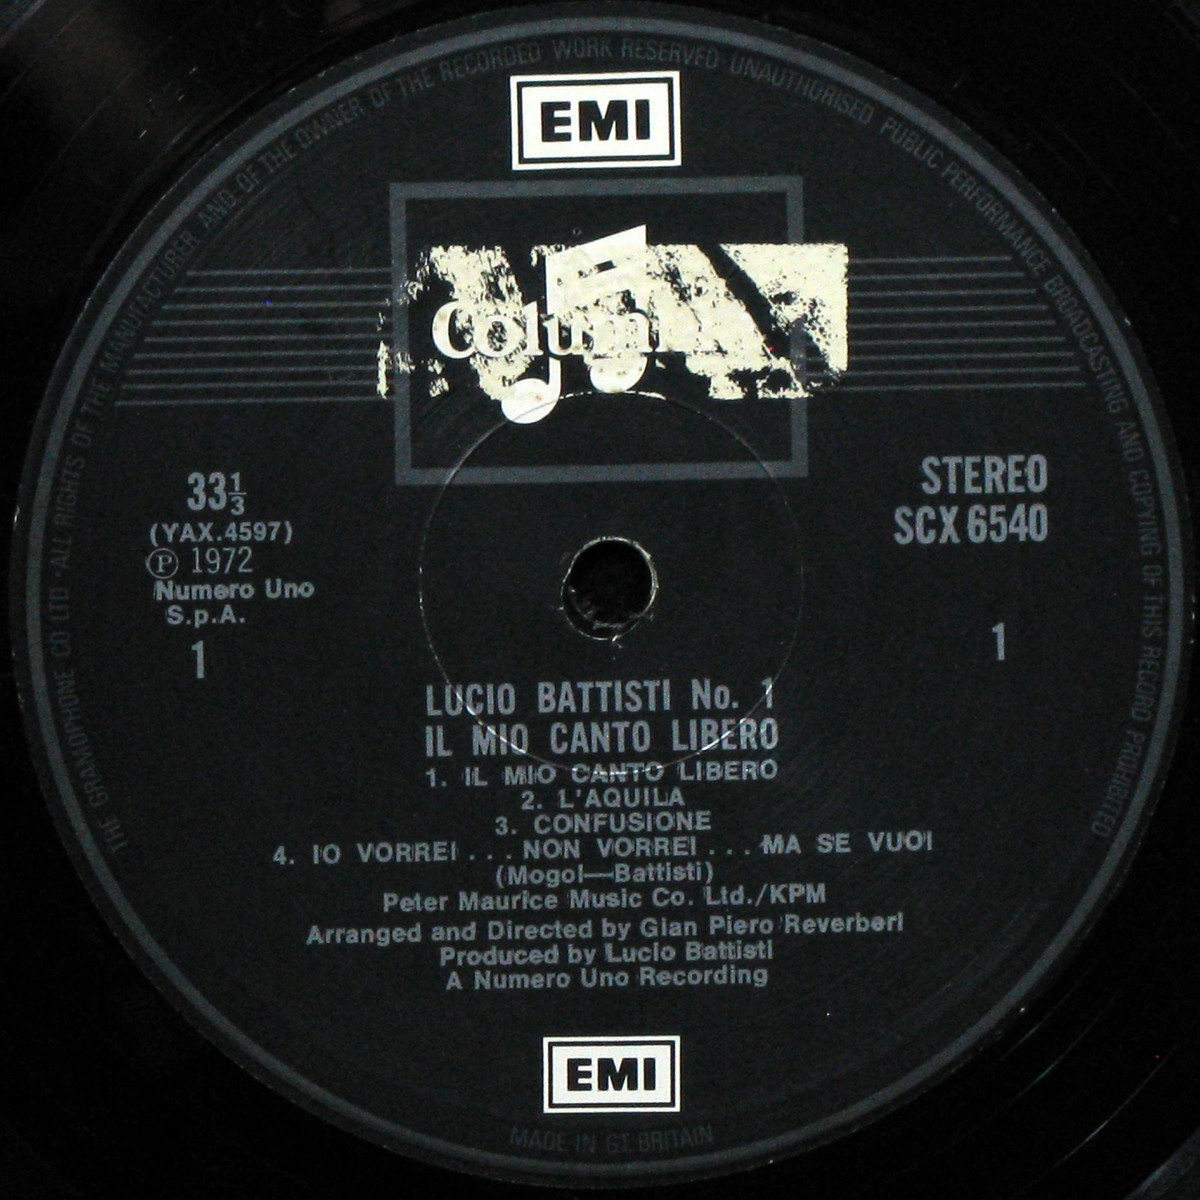 THE GRAMOPHONE CO LTD · ALL RIGHTS OF THE MANUFACTURER AND OF THE OWNER OF THE RECORDED WORK RESERVED UNAUTHORISED PUBLIC PERFORMANCE BROADCASTING AND COPYING OF THIS RECORD PROHIBITED
EMI
33⅓
(YAX.4597)
Ⓟ 1972
Numero Uno
S.p.A.
1
STEREO
SCX 6540
1
LUCIO BATTISTI No. 1
IL MIO CANTO LIBERO
1. IL MIO CANTO LIBERO
2. L'AQUILA
3. CONFUSIONE
4. IO VORREI . . . NON VORREI . . . MA SE VUOI
(Mogol—Battisti)
Peter Maurice Music Co. Ltd./KPM
Arranged and Directed by Gian Piero Reverberi
Produced by Lucio Battisti
A Numero Uno Recording
EMI
MADE IN GT. BRITAIN